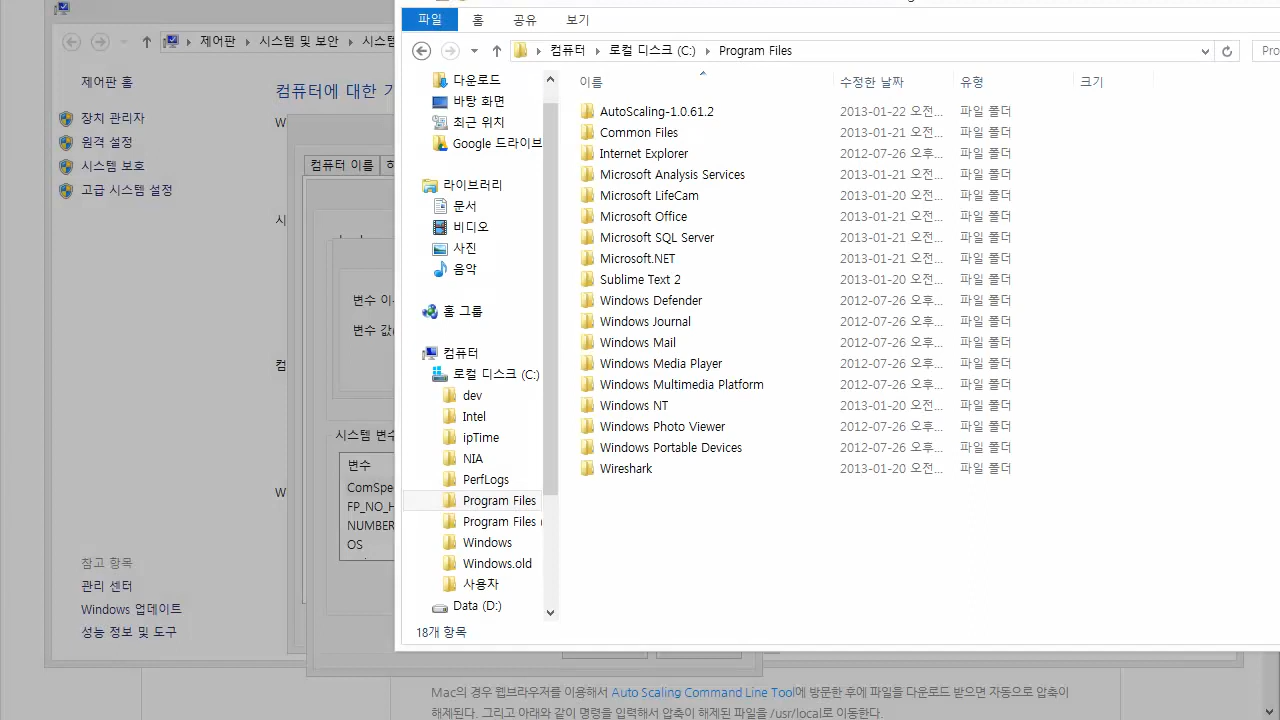 제어판
시스템 및 보안
제어판 홈
장치 관리자
원격 설정
시스템 보호
고급 시스템 설정
컴퓨터에 대한
컴퓨터 이름
변수 이
변수 값(
시스템 변수
변수
ComSpe
FP_NO_H
NUMBER
OS
참고 항목
관리 센터
Windows 업데이트
성능 정보 및 도구
파일 홈 공유 보기
컴퓨터 로컬 디스크 (C:) Program Files
Pro
다운로드
바탕 화면
최근 위치
Google 드라이브
라이브러리
문서
비디오
사진
음악
홈 그룹
컴퓨터
로컬 디스크 (C:)
dev
Intel
ipTime
NIA
PerfLogs
Program Files
Program Files (
Windows
Windows.old
사용자
Data (D:)
이름 수정한 날짜 유형 크기
AutoScaling-1.0.61.2 2013-01-22 오전... 파일 폴더
Common Files 2013-01-21 오전... 파일 폴더
Internet Explorer 2012-07-26 오후... 파일 폴더
Microsoft Analysis Services 2013-01-21 오전... 파일 폴더
Microsoft LifeCam 2013-01-20 오전... 파일 폴더
Microsoft Office 2013-01-21 오전... 파일 폴더
Microsoft SQL Server 2013-01-21 오전... 파일 폴더
Microsoft.NET 2013-01-21 오전... 파일 폴더
Sublime Text 2 2013-01-20 오전... 파일 폴더
Windows Defender 2012-07-26 오후... 파일 폴더
Windows Journal 2012-07-26 오후... 파일 폴더
Windows Mail 2012-07-26 오후... 파일 폴더
Windows Media Player 2012-07-26 오후... 파일 폴더
Windows Multimedia Platform 2012-07-26 오후... 파일 폴더
Windows NT 2013-01-20 오전... 파일 폴더
Windows Photo Viewer 2012-07-26 오후... 파일 폴더
Windows Portable Devices 2012-07-26 오후... 파일 폴더
Wireshark 2013-01-20 오전... 파일 폴더
18개 항목
Mac의 경우 웹브라우저를 이용해서 Auto Scaling Command Line Tool에 방문한 후에 파일을 다운로드 받으면 자동으로 압축이
해제된다. 그리고 아래와 같이 명령을 입력해서 압축이 해제된 파일을 /usr/local로 이동한다.